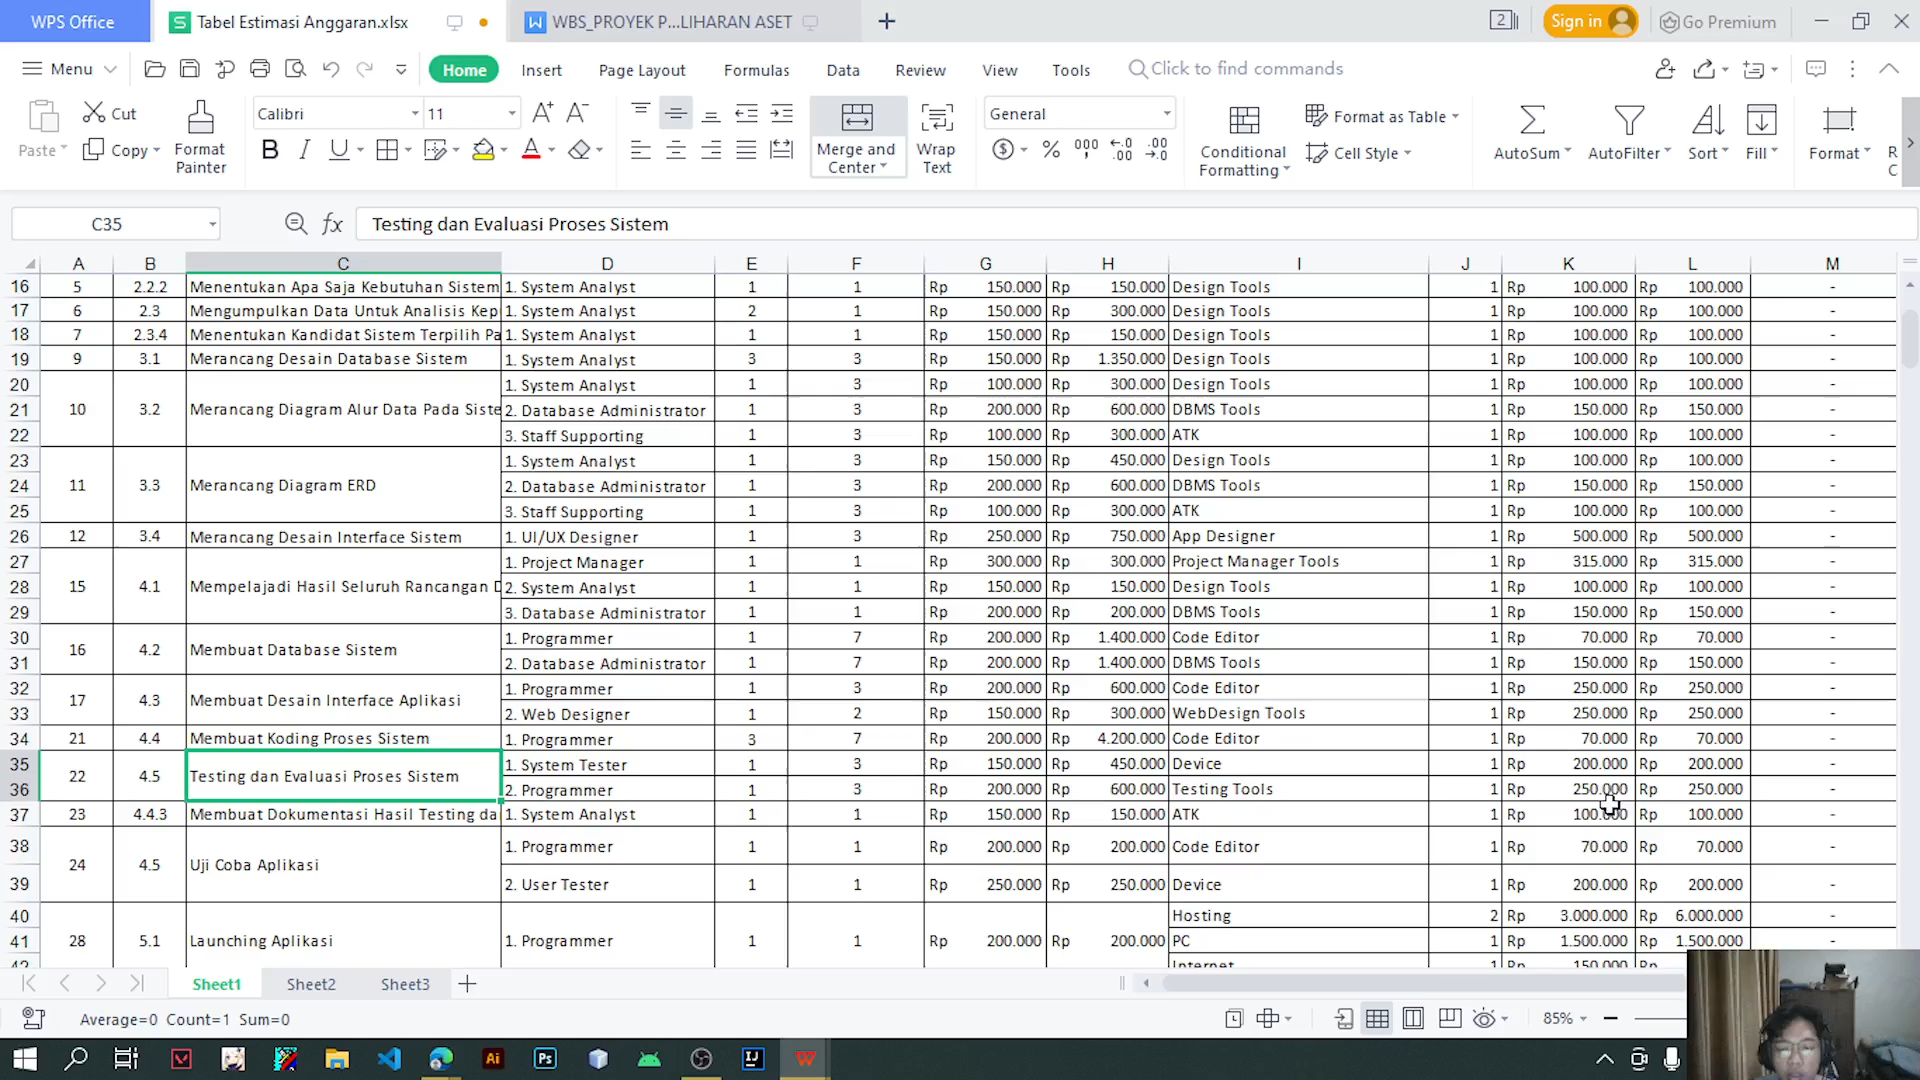 WPS Office
Tabel Estimasi Anggaran.xlsx
WBS_PROYEK P...LIHARAN ASET
2
Sign in
Go Premium
Menu
Home
Insert
Page Layout
Formulas
Data
Review
View
Tools
Click to find commands
Paste
Cut
Copy
Format Painter
Calibri
11
Merge and Center
Wrap Text
General
Conditional Formatting
Format as Table
Cell Style
AutoSum
AutoFilter
Sort
Fill
Format
R
C
C35
fx Testing dan Evaluasi Proses Sistem
A B C D E F G H I J K L M
16 5 2.2.2 Menentukan Apa Saja Kebutuhan Sistem 1. System Analyst 1 1 Rp 150.000 Rp 150.000 Design Tools 1 Rp 100.000 Rp 100.000 -
17 6 2.3 Mengumpulkan Data Untuk Analisis Kep 1. System Analyst 2 1 Rp 150.000 Rp 300.000 Design Tools 1 Rp 100.000 Rp 100.000 -
18 7 2.3.4 Menentukan Kandidat Sistem Terpilih Pa 1. System Analyst 1 1 Rp 150.000 Rp 150.000 Design Tools 1 Rp 100.000 Rp 100.000 -
19 9 3.1 Merancang Desain Database Sistem 1. System Analyst 3 3 Rp 150.000 Rp 1.350.000 Design Tools 1 Rp 100.000 Rp 100.000 -
20 1. System Analyst 1 3 Rp 100.000 Rp 300.000 Design Tools 1 Rp 100.000 Rp 100.000 -
21 10 3.2 Merancang Diagram Alur Data Pada Siste 2. Database Administrator 1 3 Rp 200.000 Rp 600.000 DBMS Tools 1 Rp 150.000 Rp 150.000 -
22 3. Staff Supporting 1 3 Rp 100.000 Rp 300.000 ATK 1 Rp 100.000 Rp 100.000 -
23 1. System Analyst 1 3 Rp 150.000 Rp 450.000 Design Tools 1 Rp 100.000 Rp 100.000 -
24 11 3.3 Merancang Diagram ERD 2. Database Administrator 1 3 Rp 200.000 Rp 600.000 DBMS Tools 1 Rp 150.000 Rp 150.000 -
25 3. Staff Supporting 1 3 Rp 100.000 Rp 300.000 ATK 1 Rp 100.000 Rp 100.000 -
26 12 3.4 Merancang Desain Interface Sistem 1. UI/UX Designer 1 3 Rp 250.000 Rp 750.000 App Designer 1 Rp 500.000 Rp 500.000 -
27 1. Project Manager 1 1 Rp 300.000 Rp 300.000 Project Manager Tools 1 Rp 315.000 Rp 315.000 -
28 15 4.1 Mempelajadi Hasil Seluruh Rancangan D 2. System Analyst 1 1 Rp 150.000 Rp 150.000 Design Tools 1 Rp 100.000 Rp 100.000 -
29 3. Database Administrator 1 1 Rp 200.000 Rp 200.000 DBMS Tools 1 Rp 150.000 Rp 150.000 -
30 16 4.2 Membuat Database Sistem 1. Programmer 1 7 Rp 200.000 Rp 1.400.000 Code Editor 1 Rp 70.000 Rp 70.000 -
31 2. Database Administrator 1 7 Rp 200.000 Rp 1.400.000 DBMS Tools 1 Rp 150.000 Rp 150.000 -
32 17 4.3 Membuat Desain Interface Aplikasi 1. Programmer 1 3 Rp 200.000 Rp 600.000 Code Editor 1 Rp 250.000 Rp 250.000 -
33 2. Web Designer 1 2 Rp 150.000 Rp 300.000 WebDesign Tools 1 Rp 250.000 Rp 250.000 -
34 21 4.4 Membuat Koding Proses Sistem 1. Programmer 3 7 Rp 200.000 Rp 4.200.000 Code Editor 1 Rp 70.000 Rp 70.000 -
35 22 4.5 Testing dan Evaluasi Proses Sistem 1. System Tester 1 3 Rp 150.000 Rp 450.000 Device 1 Rp 200.000 Rp 200.000 -
36 2. Programmer 1 3 Rp 200.000 Rp 600.000 Testing Tools 1 Rp 250.000 Rp 250.000 -
37 23 4.4.3 Membuat Dokumentasi Hasil Testing da 1. System Analyst 1 1 Rp 150.000 Rp 150.000 ATK 1 Rp 100.000 Rp 100.000 -
38 24 4.5 Uji Coba Aplikasi 1. Programmer 1 1 Rp 200.000 Rp 200.000 Code Editor 1 Rp 70.000 Rp 70.000 -
39 2. User Tester 1 1 Rp 250.000 Rp 250.000 Device 1 Rp 200.000 Rp 200.000 -
40 Hosting 2 Rp 3.000.000 Rp 6.000.000 -
41 28 5.1 Launching Aplikasi 1. Programmer 1 1 Rp 200.000 Rp 200.000 PC 1 Rp 1.500.000 Rp 1.500.000 -
42 Internet 1 Rp 150.000 Rp
Sheet1 Sheet2 Sheet3
Average=0 Count=1 Sum=0
85%
Ai
Ps
IJ